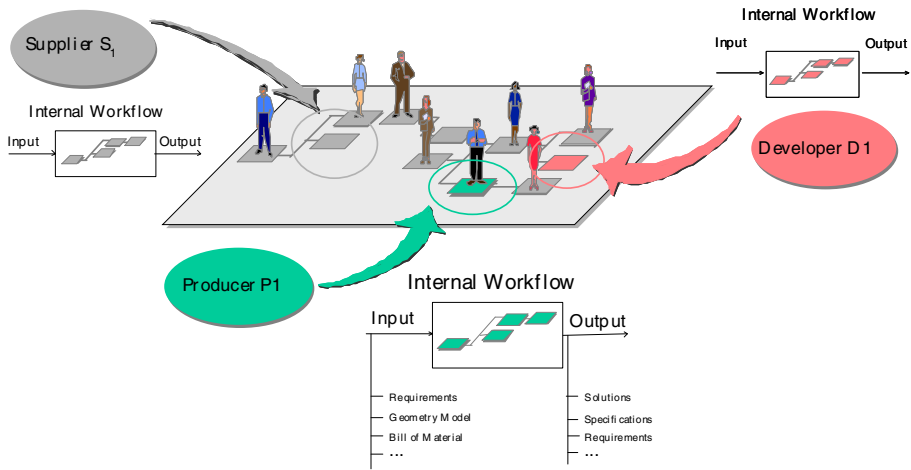 Supplier S1
Internal Workflow
Input
Output
Internal Workflow
Input
Output
Developer D1
Producer P1
Internal Workflow
Input
Output
Requirements
Geometry Model
Bill of Material
...
Solutions
Specifications
Requirements
...